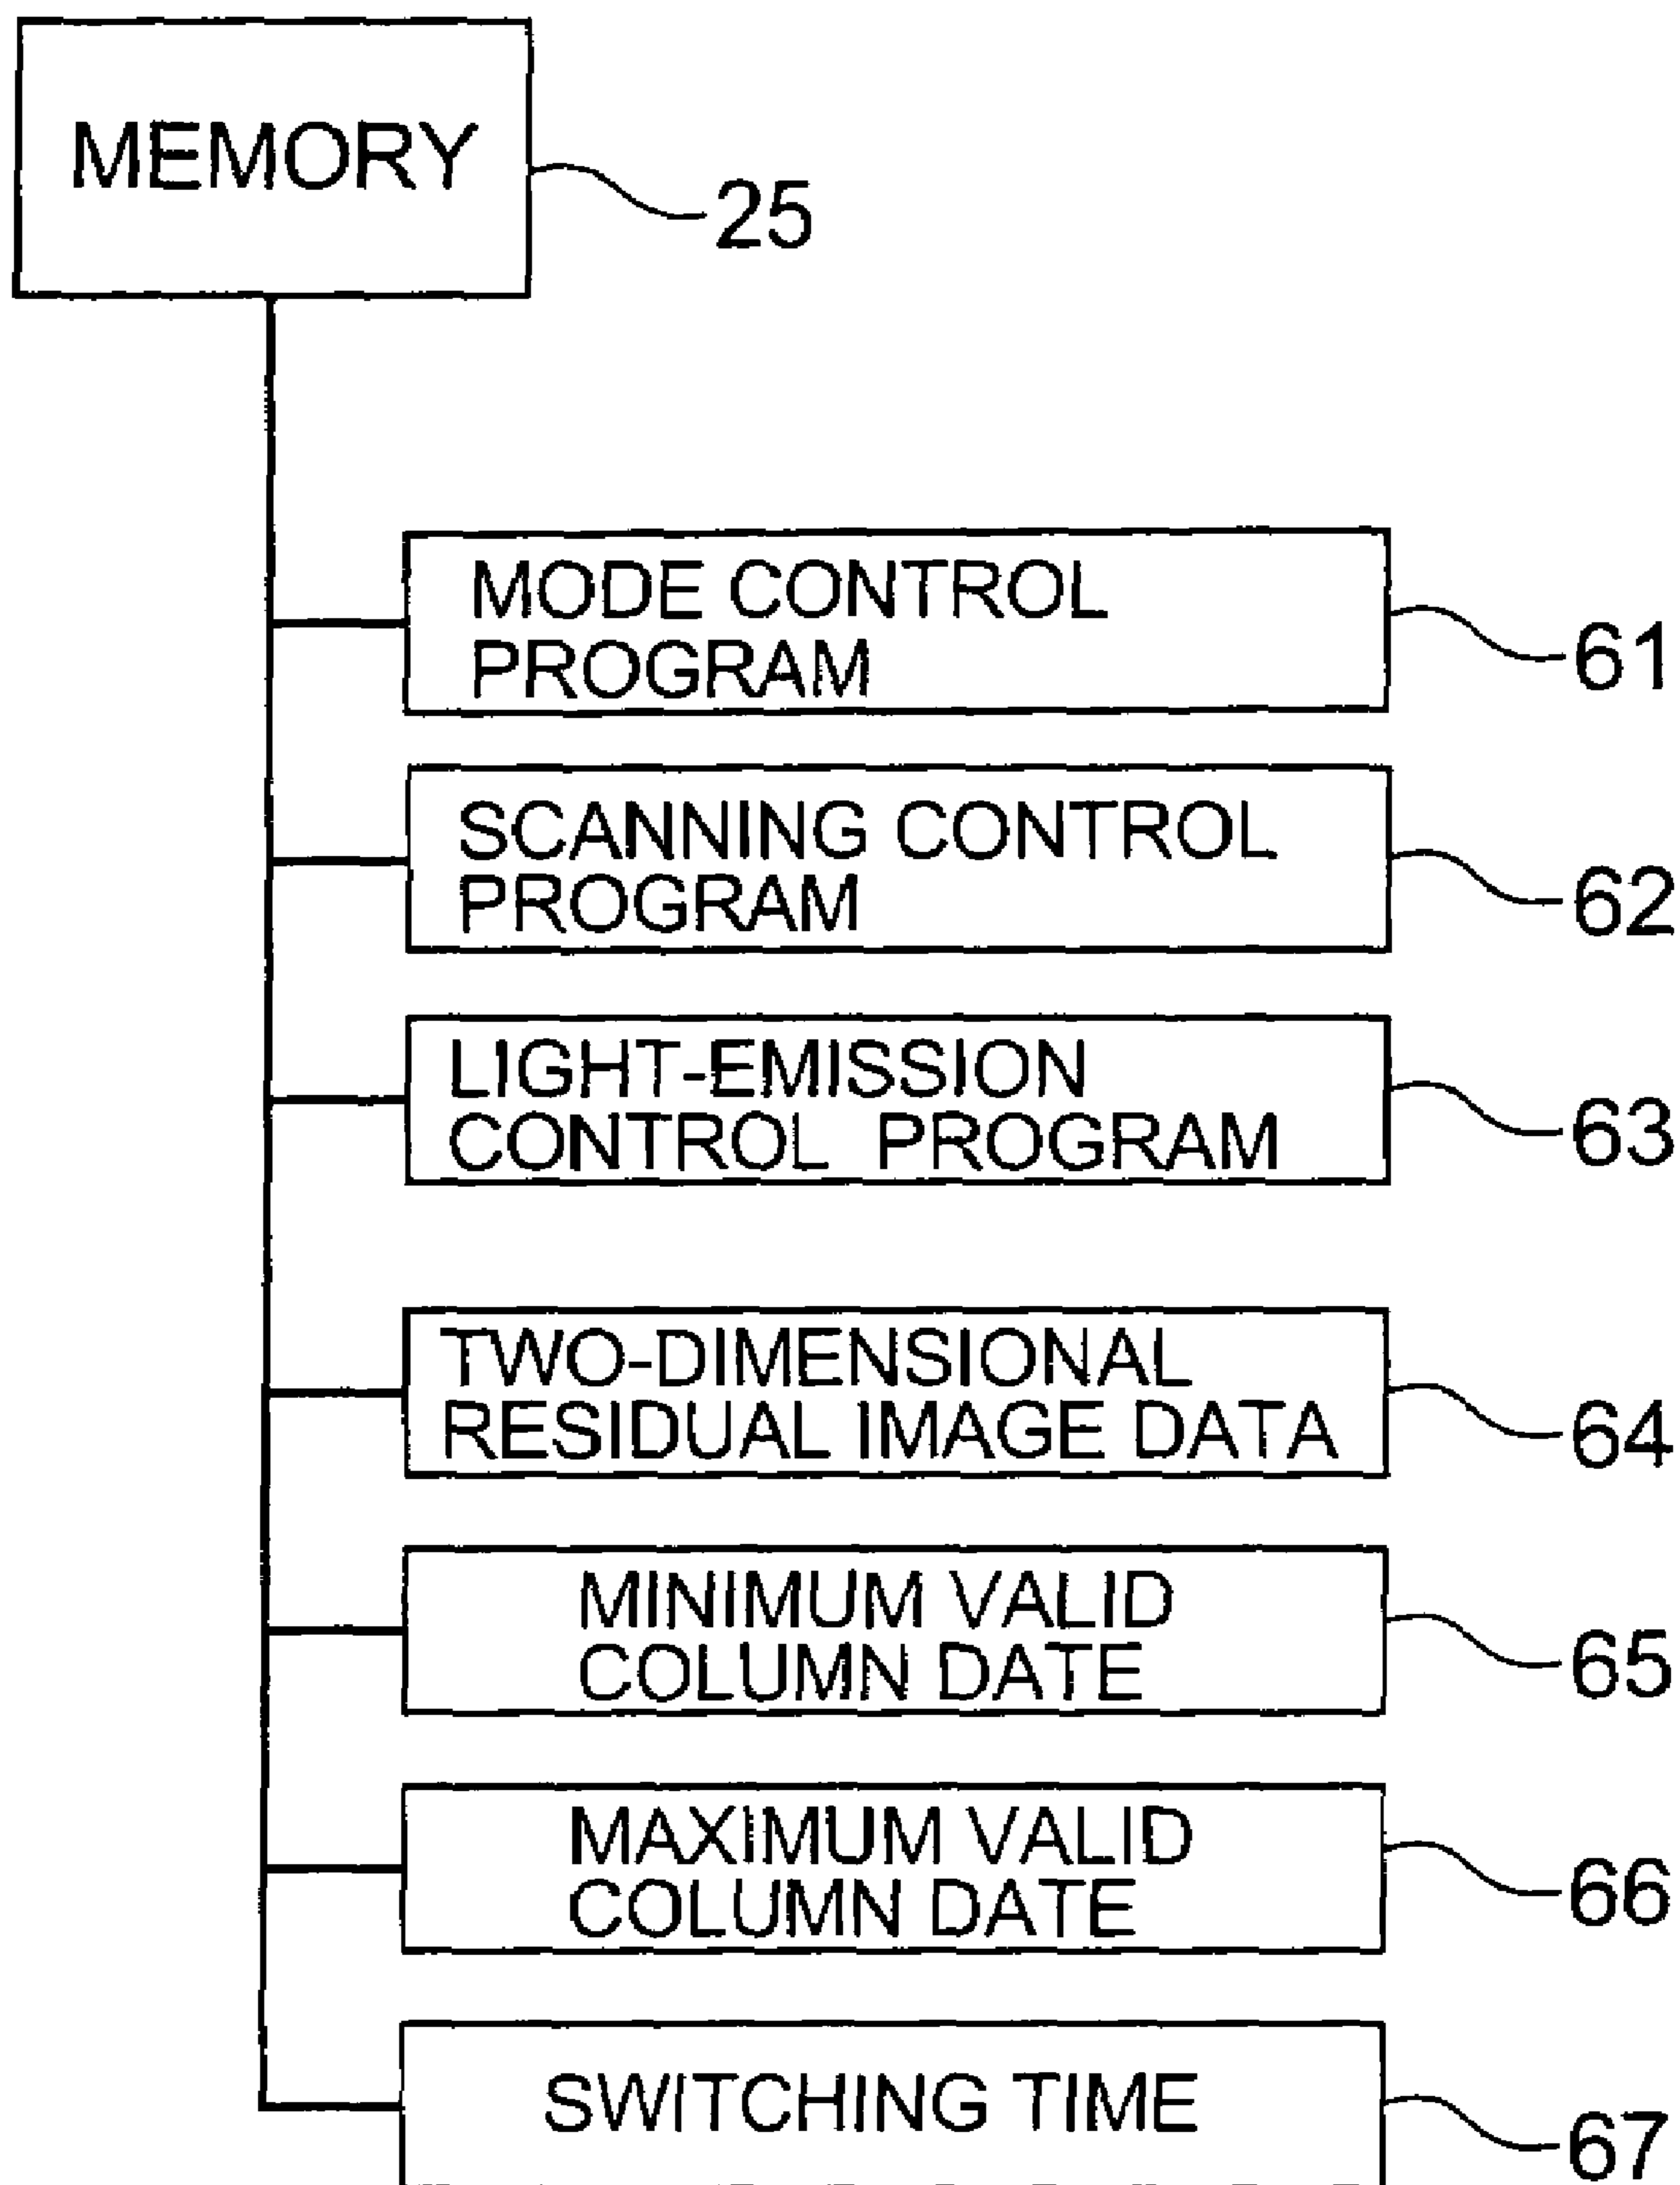 MEMORY
25
MODE CONTROL
PROGRAM
61
SCANNING CONTROL
PROGRAM
62
LIGHT-EMISSION
CONTROL PROGRAM
63
TWO-DIMENSIONAL
RESIDUAL IMAGE DATA
64
MINIMUM VALID
COLUMN DATE
65
MAXIMUM VALID
COLUMN DATE
66
SWITCHING TIME
67